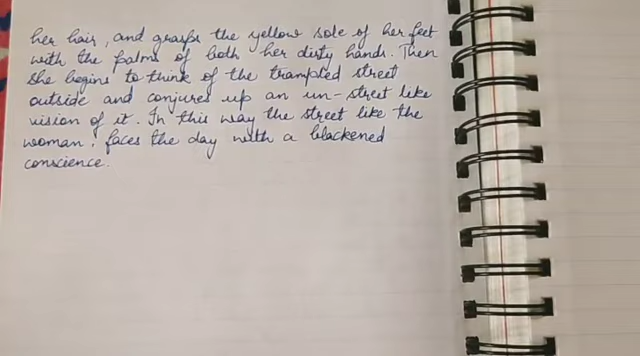 her hair, and grasps the yellow sole of her feet
with the palms of both her dirty hands. Then
she begins to think of the trampled street
outside and conjures up an un-street like
vision of it. In this way the street like the
woman, faces the day with a blackened
conscience.